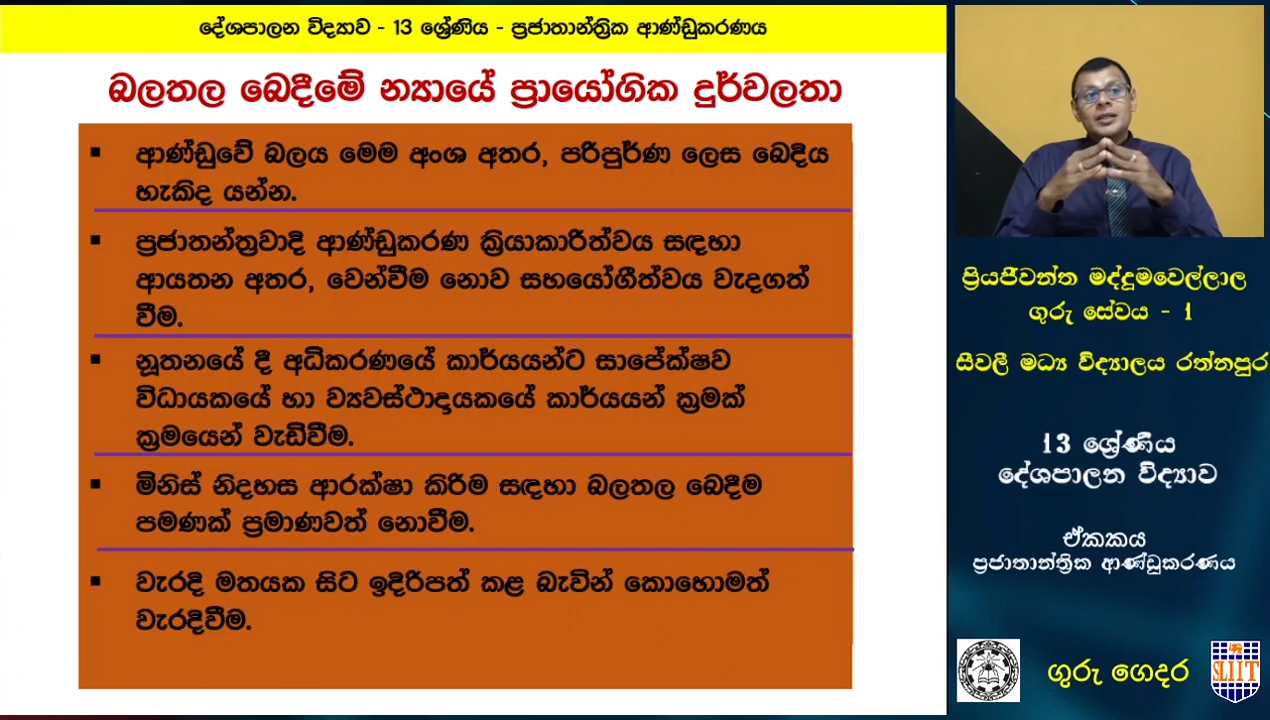 දේශපාලන විද්‍යාව - 13 ශ්‍රේණිය - ප්‍රජාතාන්ත්‍රික ආණ්ඩුකරණය
බලතල බෙදීමේ න්‍යායේ ප්‍රායෝගික දුර්වලතා
▪ ආණ්ඩුවේ බලය මෙම අංශ අතර, පරිපුර්ණ ලෙස බෙදිය
හැකිද යන්න.
▪ ප්‍රජාතන්ත්‍රවාදි ආණ්ඩුකරණ ක්‍රියාකාරීත්වය සඳහා
ආයතන අතර, වෙන්වීම නොව සහයෝගීත්වය වැදගත්
වීම.
▪ නූතනයේ දී අධිකරණයේ කාර්යයන්ට සාපේක්ෂව
විධායකයේ හා ව්‍යවස්ථාදායකයේ කාර්යයන් ක්‍රමක්
ක්‍රමයෙන් වැඩිවීම.
▪ මිනිස් නිදහස ආරක්ෂා කිරීම සඳහා බලතල බෙදීම
පමණක් ප්‍රමාණවත් නොවීම.
▪ වැරදි මතයක සිට ඉදිරිපත් කළ බැවින් කොහොමත්
වැරදිවීම.
ප්‍රියජීවන්ත මද්දූමවෙල්ලාල
ගුරු සේවය - 1
සීවලී මධ්‍ය විද්‍යාලය රත්නපුර
13 ශ්‍රේණිය
දේශපාලන විද්‍යාව
ඒකකය
ප්‍රජාතාන්ත්‍රික ආණ්ඩුකරණය
ගුරු ගෙදර
SLIIT